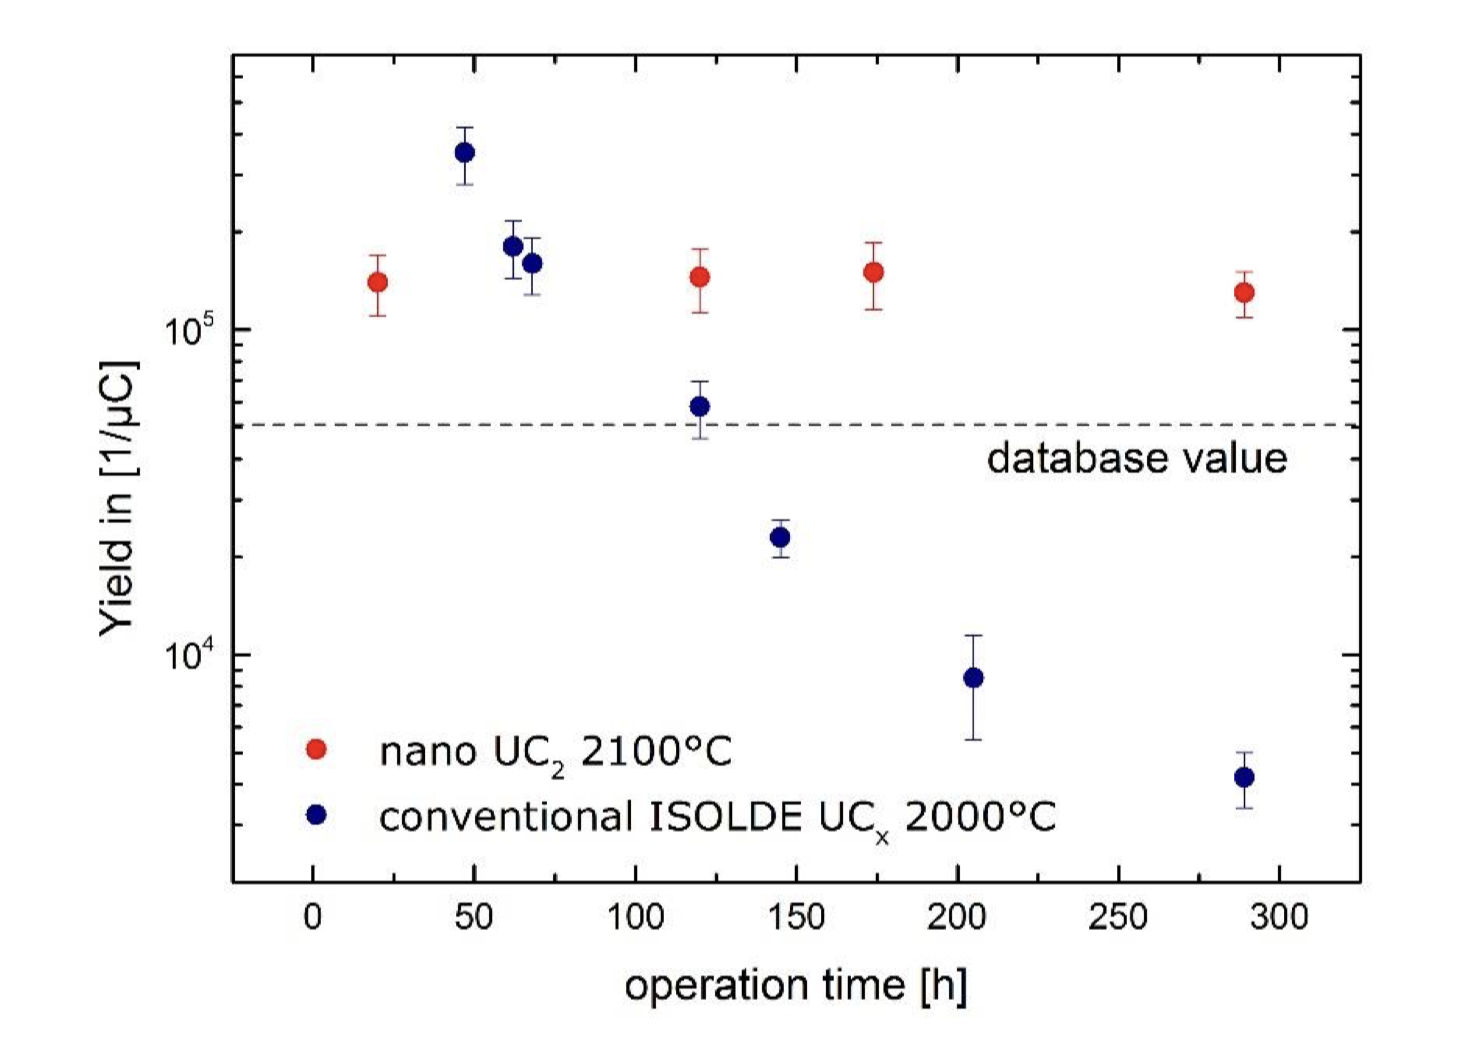 Yield in [1/µC]
10⁵
10⁴
database value
nano UC₂ 2100°C
conventional ISOLDE UCₓ 2000°C
0 50 100 150 200 250 300
operation time [h]